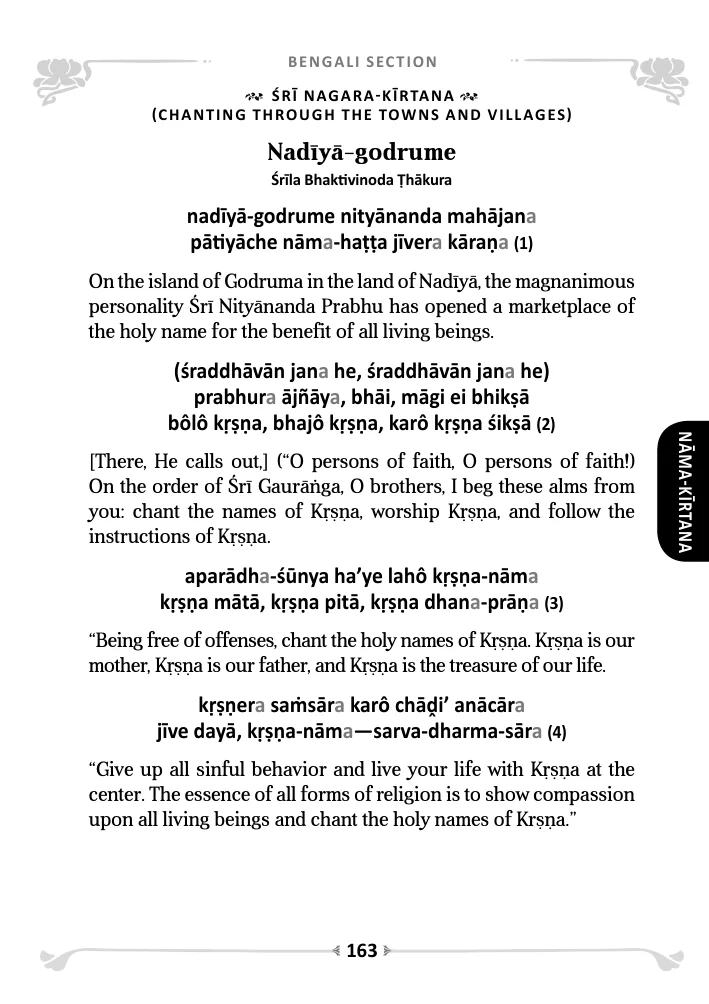 BENGALI SECTION
ŚRĪ NAGARA-KĪRTANA
(CHANTING THROUGH THE TOWNS AND VILLAGES)
Nadīyā-godrume
Śrīla Bhaktivinoda Ṭhākura
nadīyā-godrume nityānanda mahājana
pātiyāche nāma-haṭṭa jīvera kāraṇa (1)
On the island of Godruma in the land of Nadīyā, the magnanimous
personality Śrī Nityānanda Prabhu has opened a marketplace of
the holy name for the benefit of all living beings.
(śraddhāvān jana he, śraddhāvān jana he)
prabhura ājñāya, bhāi, māgi ei bhikṣā
bôlô kṛṣṇa, bhajô kṛṣṇa, karô kṛṣṇa śikṣā (2)
[There, He calls out,] (“O persons of faith, O persons of faith!)
On the order of Śrī Gaurāṅga, O brothers, I beg these alms from
you: chant the names of Kṛṣṇa, worship Kṛṣṇa, and follow the
instructions of Kṛṣṇa.
aparādha-śūnya ha’ye lahô kṛṣṇa-nāma
kṛṣṇa mātā, kṛṣṇa pitā, kṛṣṇa dhana-prāṇa (3)
“Being free of offenses, chant the holy names of Kṛṣṇa. Kṛṣṇa is our
mother, Kṛṣṇa is our father, and Kṛṣṇa is the treasure of our life.
kṛṣṇera saṁsāra karô chāḓi’ anācāra
jīve dayā, kṛṣṇa-nāma—sarva-dharma-sāra (4)
“Give up all sinful behavior and live your life with Kṛṣṇa at the
center. The essence of all forms of religion is to show compassion
upon all living beings and chant the holy names of Kṛṣṇa.”
NĀMA-KĪRTANA
163